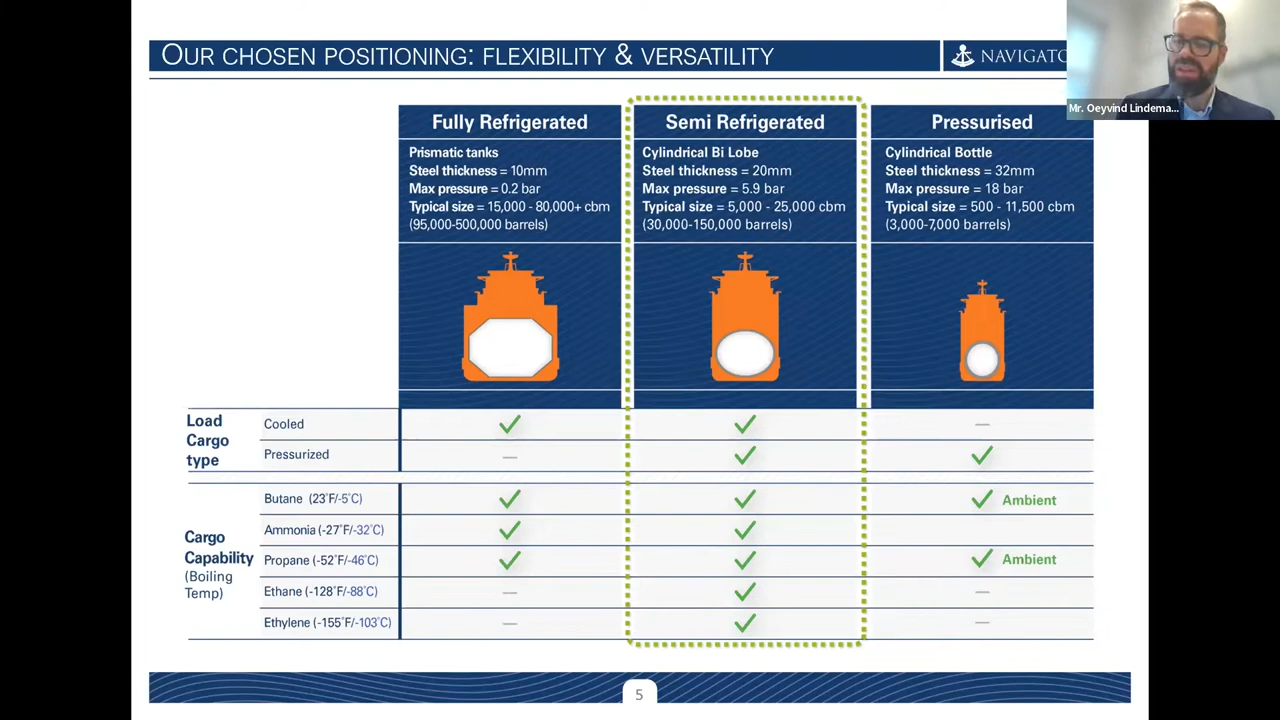 OUR CHOSEN POSITIONING: FLEXIBILITY & VERSATILITY
NAVIGATO
Mr. Oeyvind Lindema...
Fully Refrigerated
Prismatic tanks
Steel thickness = 10mm
Max pressure = 0.2 bar
Typical size = 15,000 - 80,000+ cbm
(95,000-500,000 barrels)
Semi Refrigerated
Cylindrical Bi Lobe
Steel thickness = 20mm
Max pressure = 5.9 bar
Typical size = 5,000 - 25,000 cbm
(30,000-150,000 barrels)
Pressurised
Cylindrical Bottle
Steel thickness = 32mm
Max pressure = 18 bar
Typical size = 500 - 11,500 cbm
(3,000-7,000 barrels)
Load
Cargo
type
Cooled
Pressurized
Cargo
Capability
(Boiling
Temp)
Butane (23°F/-5°C)
Ambient
Ammonia (-27°F/-32°C)
Propane (-52°F/-46°C)
Ambient
Ethane (-128°F/-88°C)
Ethylene (-155°F/-103°C)
5